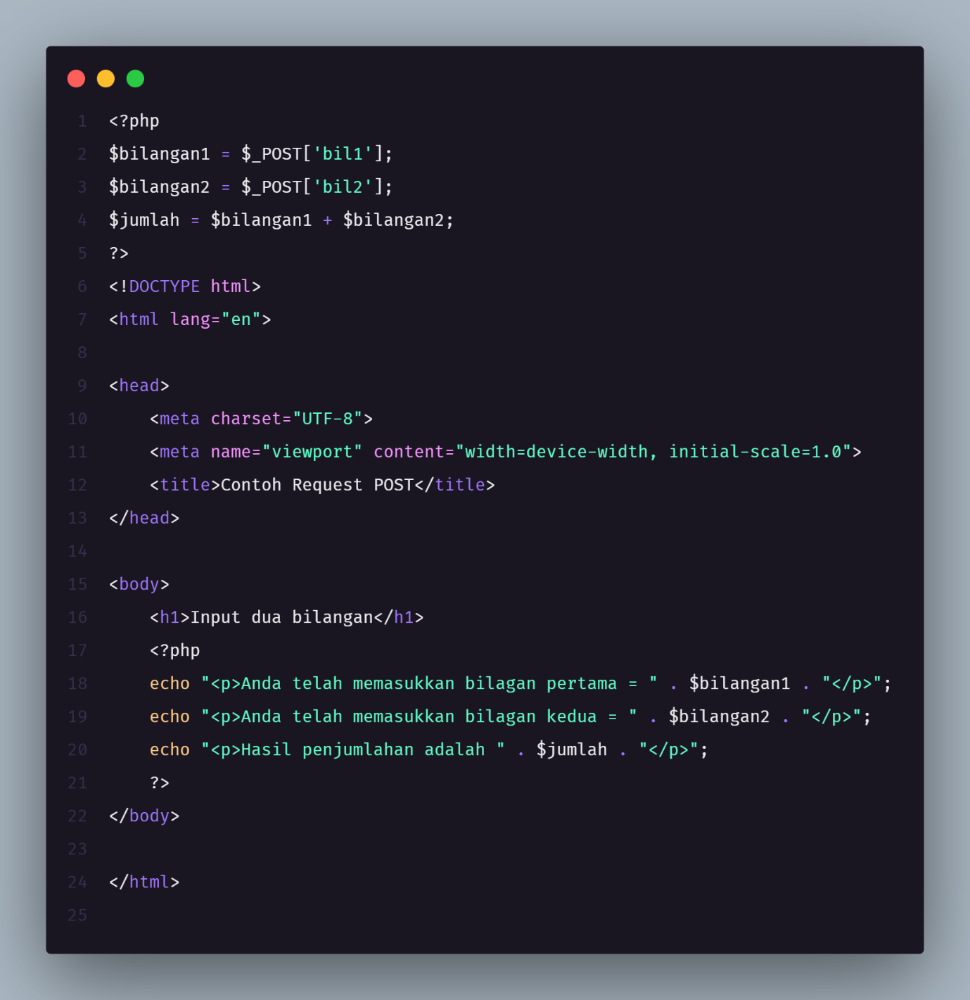 1 <?php
2 $bilangan1 = $_POST['bil1'];
3 $bilangan2 = $_POST['bil2'];
4 $jumlah = $bilangan1 + $bilangan2;
5 ?>
6 <!DOCTYPE html>
7 <html lang="en">
8
9 <head>
10     <meta charset="UTF-8">
11     <meta name="viewport" content="width=device-width, initial-scale=1.0">
12     <title>Contoh Request POST</title>
13 </head>
14
15 <body>
16     <h1>Input dua bilangan</h1>
17     <?php
18     echo "<p>Anda telah memasukkan bilagan pertama = " . $bilangan1 . "</p>";
19     echo "<p>Anda telah memasukkan bilagan kedua = " . $bilangan2 . "</p>";
20     echo "<p>Hasil penjumlahan adalah " . $jumlah . "</p>";
21     ?>
22 </body>
23
24 </html>
25